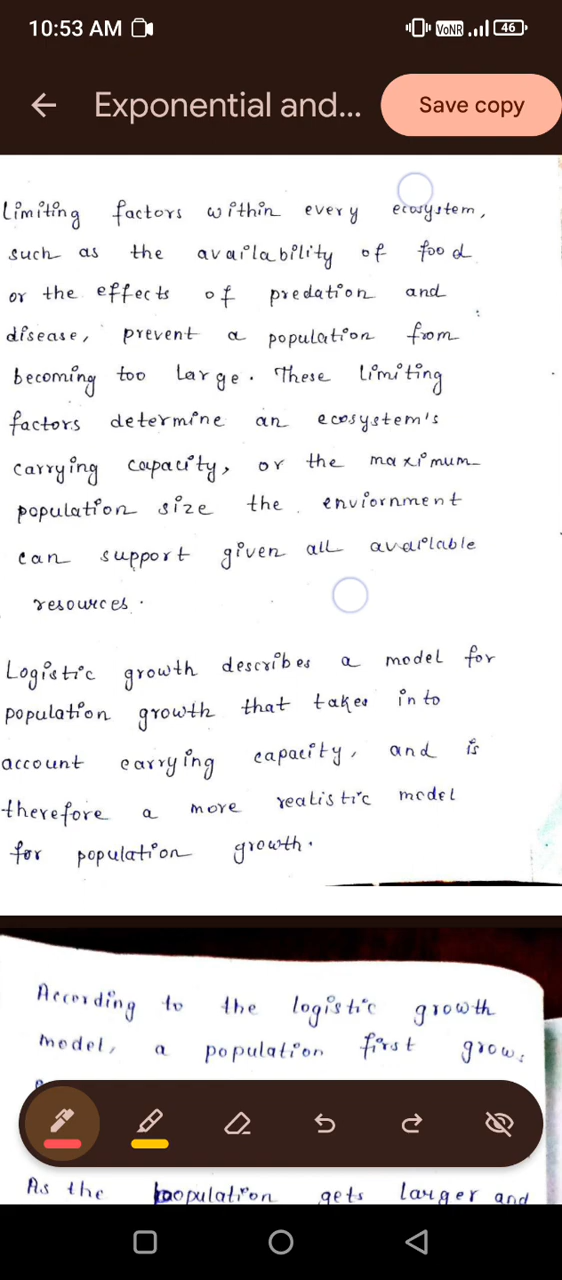 10:53 AM
VoNR
46
Exponential and...
Save copy
Limiting factors within every ecosystem,
such as the availability of food
or the effects of predation and
disease, prevent a population from
becoming too large. These limiting
factors determine an ecosystem's
carrying capacity, or the maximum
population size the enviornment
can support given all available
resources.
Logistic growth describes a model for
population growth that takes into
account carrying capacity, and is
therefore a more realistic model
for population growth.
According to the logistic growth
model, a population first grows
As the population gets larger and